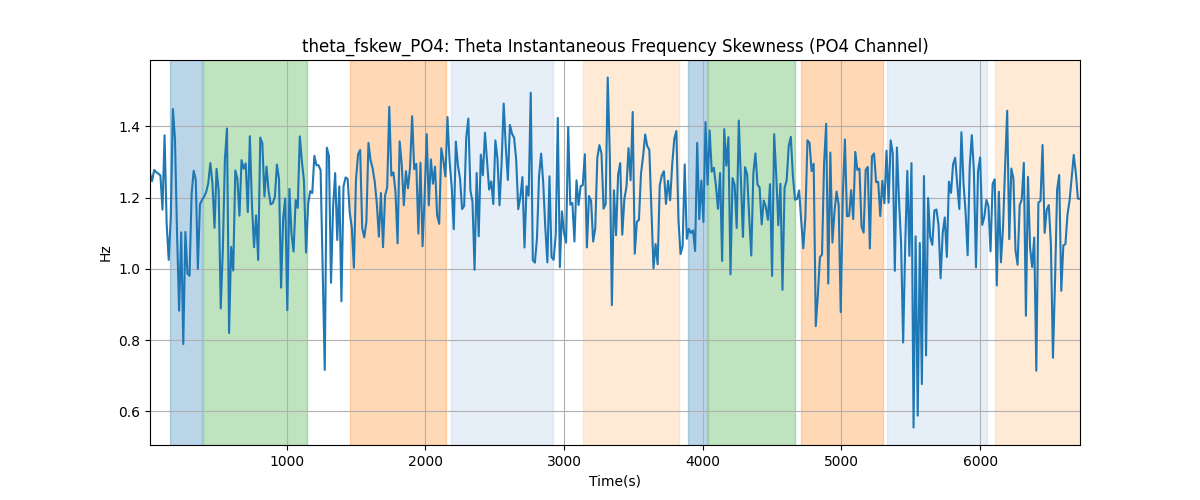 theta_fskew_PO4: Theta Instantaneous Frequency Skewness (PO4 Channel)
Hz
1.4
1.2
1.0
0.8
0.6
1000 2000 3000 4000 5000 6000
Time(s)